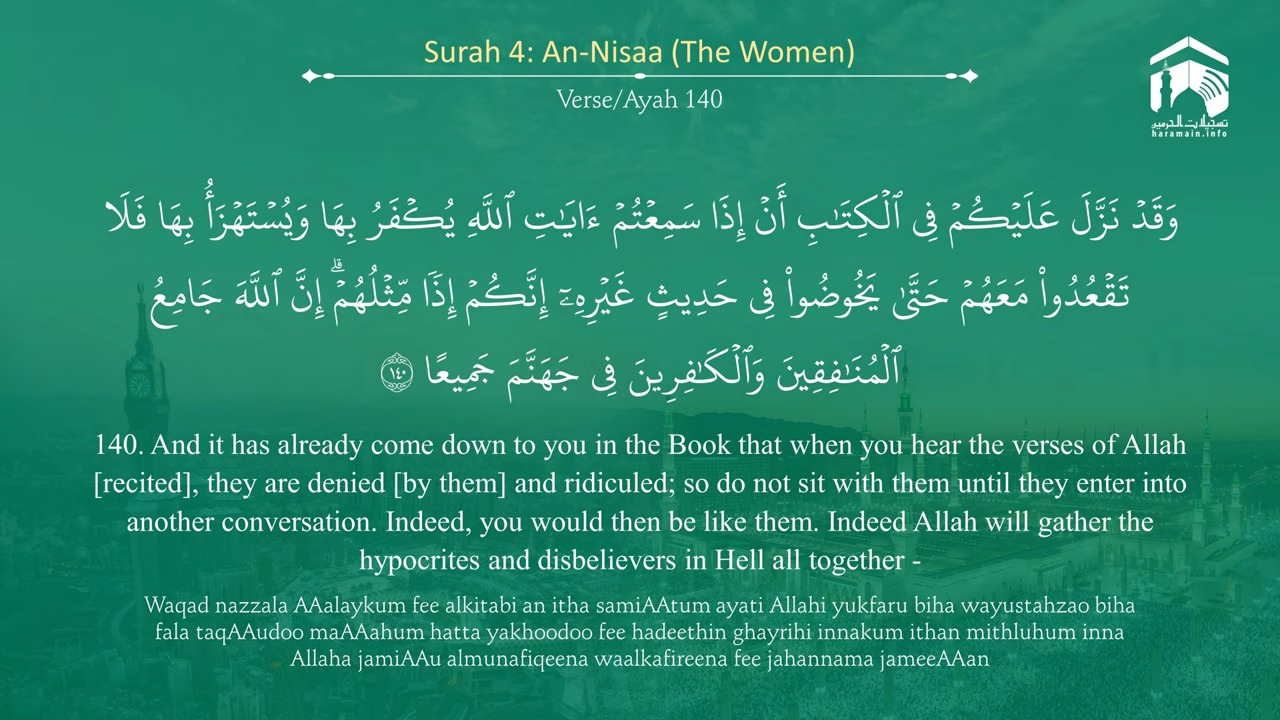 Surah 4: An-Nisaa (The Women)
Verse/Ayah 140
تسجيلات الحرمين
haramain.info
وَقَدْ نَزَّلَ عَلَيْكُمْ فِى ٱلْكِتَـٰبِ أَنْ إِذَا سَمِعْتُمْ ءَايَـٰتِ ٱللَّهِ يُكْفَرُ بِهَا وَيُسْتَهْزَأُ بِهَا فَلَا
تَقْعُدُوا۟ مَعَهُمْ حَتَّىٰ يَخُوضُوا۟ فِى حَدِيثٍ غَيْرِهِۦٓ إِنَّكُمْ إِذًا مِّثْلُهُمْ ۗ إِنَّ ٱللَّهَ جَامِعُ
ٱلْمُنَـٰفِقِينَ وَٱلْكَـٰفِرِينَ فِى جَهَنَّمَ جَمِيعًا ١٤٠
140. And it has already come down to you in the Book that when you hear the verses of Allah
[recited], they are denied [by them] and ridiculed; so do not sit with them until they enter into
another conversation. Indeed, you would then be like them. Indeed Allah will gather the
hypocrites and disbelievers in Hell all together -
Waqad nazzala AAalaykum fee alkitabi an itha samiAAtum ayati Allahi yukfaru biha wayustahzao biha
fala taqAAudoo maAAahum hatta yakhoodoo fee hadeethin ghayrihi innakum ithan mithluhum inna
Allaha jamiAAu almunafiqeena waalkafireena fee jahannama jameeAAan